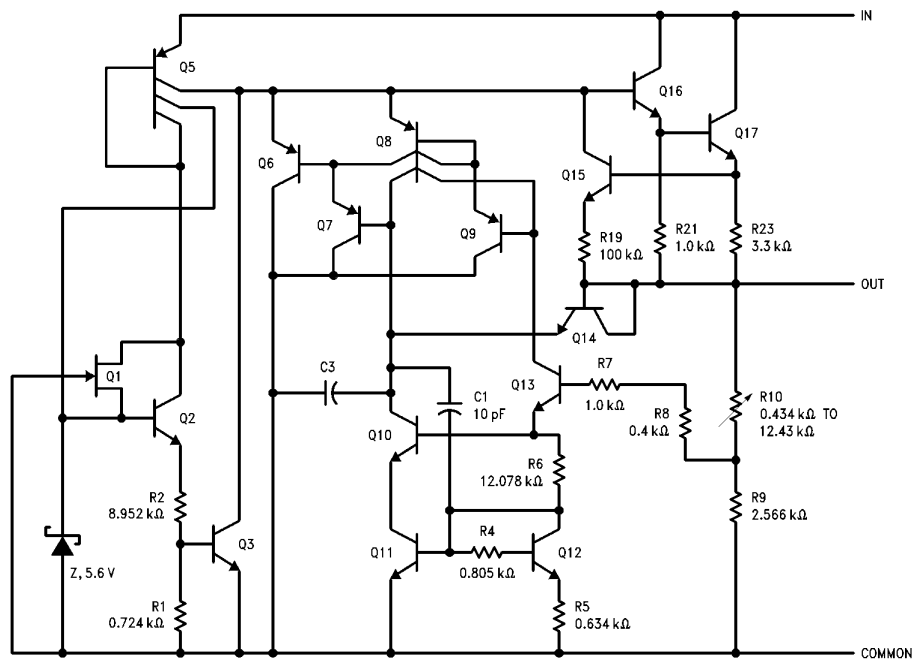 IN
Q5
Q16
Q17
Q6
Q8
Q15
Q7
Q9
R19
100 kΩ
R21
1.0 kΩ
R23
3.3 kΩ
OUT
Q14
Q1
C3
C1
10 pF
Q13
R7
1.0 kΩ
R8
0.4 kΩ
R10
0.434 kΩ TO
12.43 kΩ
Q2
Q10
R6
12.078 kΩ
R2
8.952 kΩ
R9
2.566 kΩ
Q3
Q11
R4
0.805 kΩ
Q12
Z, 5.6 V
R1
0.724 kΩ
R5
0.634 kΩ
COMMON